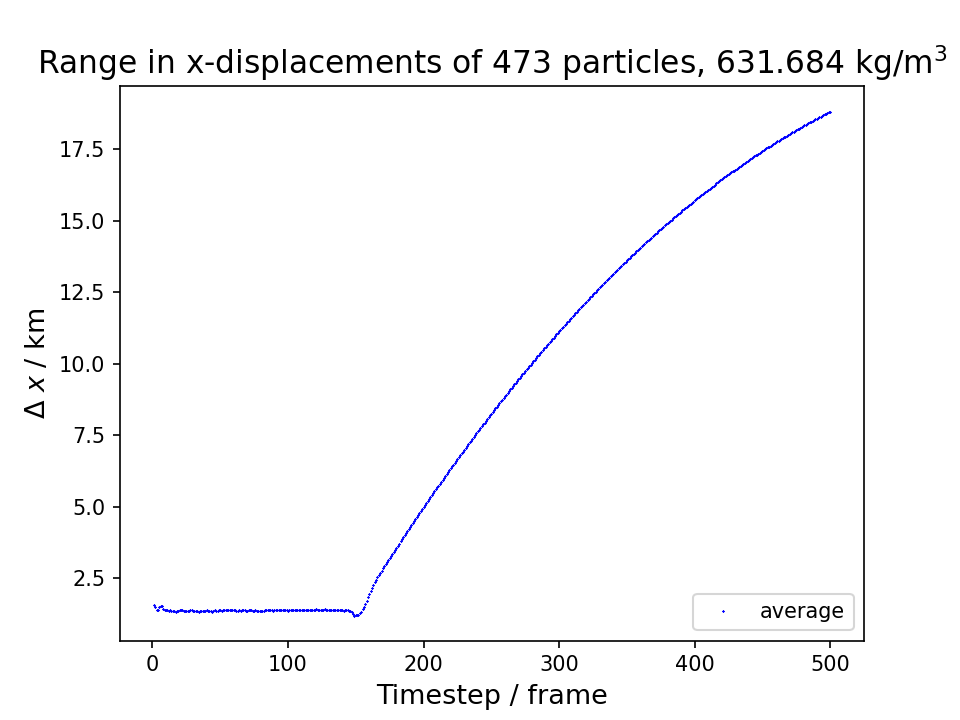 Range in x-displacements of 473 particles, 631.684 kg/m³
Δ x / km
17.5
15.0
12.5
10.0
7.5
5.0
2.5
average
0 100 200 300 400 500
Timestep / frame